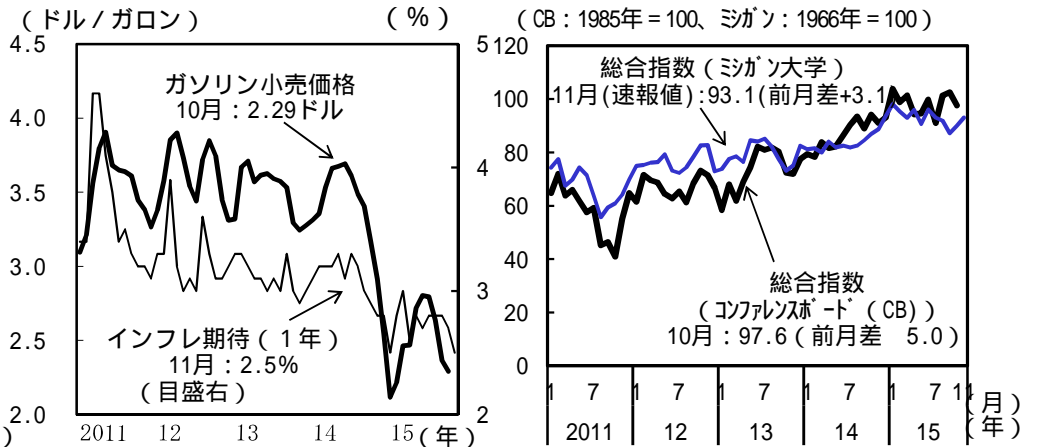 (ドル/ガロン)
(%)
4.5
4.0
3.5
3.0
2.5
2.0
5
4
3
2
ガソリン小売価格
10月:2.29ドル
インフレ期待(1年)
11月:2.5%
(目盛右)
2011 12 13 14 15(年)
)
(CB:1985年=100、ミシガン:1966年=100)
120
100
80
60
40
20
0
総合指数(ミシガン大学)
11月(速報値):93.1(前月差+3.1
総合指数
(コンファレンスボード(CB))
10月:97.6(前月差 5.0)
1 7 1 7 1 7 1 7 1 7 11
(月)
2011 12 13 14 15
(年)